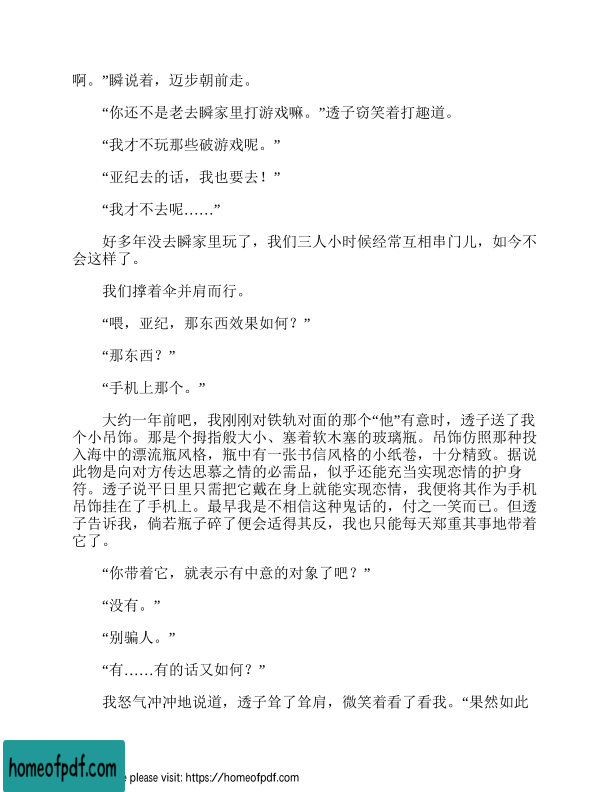 啊。”瞬说着，迈步朝前走。
“你还不是老去瞬家里打游戏嘛。”透子窃笑着打趣道。
“我才不玩那些破游戏呢。”
“亚纪去的话，我也要去！”
“我才不去呢……”
好多年没去瞬家里玩了，我们三人小时候经常互相串门儿，如今不
会这样了。
我们撑着伞并肩而行。
“喂，亚纪，那东西效果如何？”
“那东西？”
“手机上那个。”
大约一年前吧，我刚刚对铁轨对面的那个“他”有意时，透子送了我
个小吊饰。那是个拇指般大小、塞着软木塞的玻璃瓶。吊饰仿照那种投
入海中的漂流瓶风格，瓶中有一张书信风格的小纸卷，十分精致。据说
此物是向对方传达思慕之情的必需品，似乎还能充当实现恋情的护身
符。透子说平日里只需把它戴在身上就能实现恋情，我便将其作为手机
吊饰挂在了手机上。最早我是不相信这种鬼话的，付之一笑而已。但透
子告诉我，倘若瓶子碎了便会适得其反，我也只能每天郑重其事地带着
它了。
“你带着它，就表示有中意的对象了吧？”
“没有。”
“别骗人。”
“有……有的话又如何？”
我怒气冲冲地说道，透子耸了耸肩，微笑着看了看我。“果然如此
homeofpdf.com
e please visit: https://homeofpdf.com